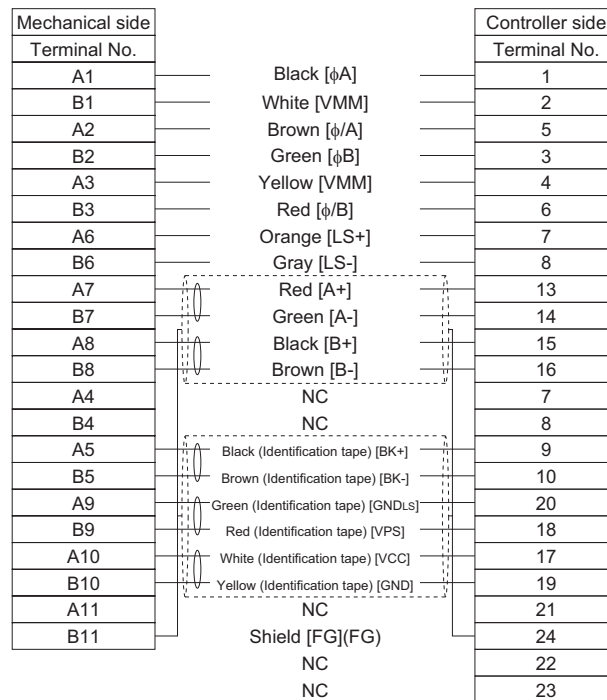 Mechanical side Controller side
Terminal No. Terminal No.
A1 Black [ϕA] 1
B1 White [VMM] 2
A2 Brown [ϕ/A] 5
B2 Green [ϕB] 3
A3 Yellow [VMM] 4
B3 Red [ϕ/B] 6
A6 Orange [LS+] 7
B6 Gray [LS-] 8
A7 Red [A+] 13
B7 Green [A-] 14
A8 Black [B+] 15
B8 Brown [B-] 16
A4 NC 7
B4 NC 8
A5 Black (Identification tape) [BK+] 9
B5 Brown (Identification tape) [BK-] 10
A9 Green (Identification tape) [GNDLS] 20
B9 Red (Identification tape) [VPS] 18
A10 White (Identification tape) [VCC] 17
B10 Yellow (Identification tape) [GND] 19
A11 NC 21
B11 Shield [FG](FG) 24
NC 22
NC 23